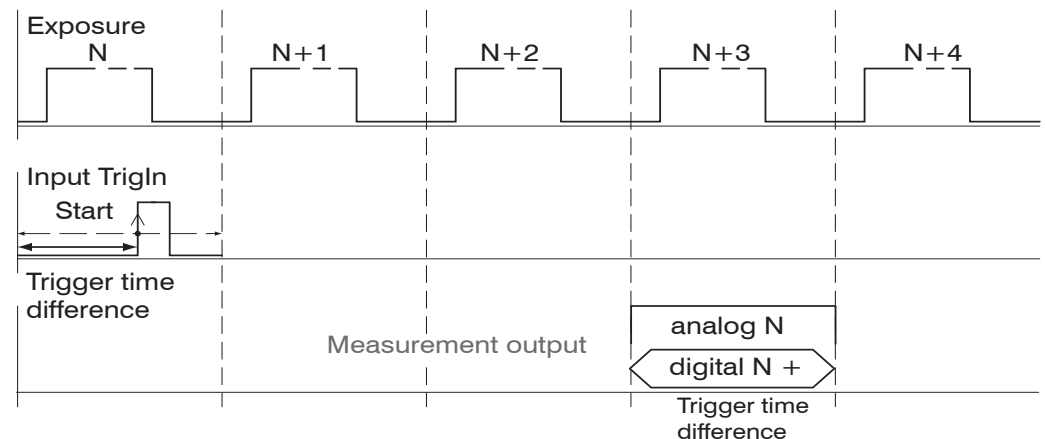 Exposure
N N+1 N+2 N+3 N+4
Input TrigIn
Start
Trigger time
difference
Measurement output
analog N
digital N +
Trigger time
difference